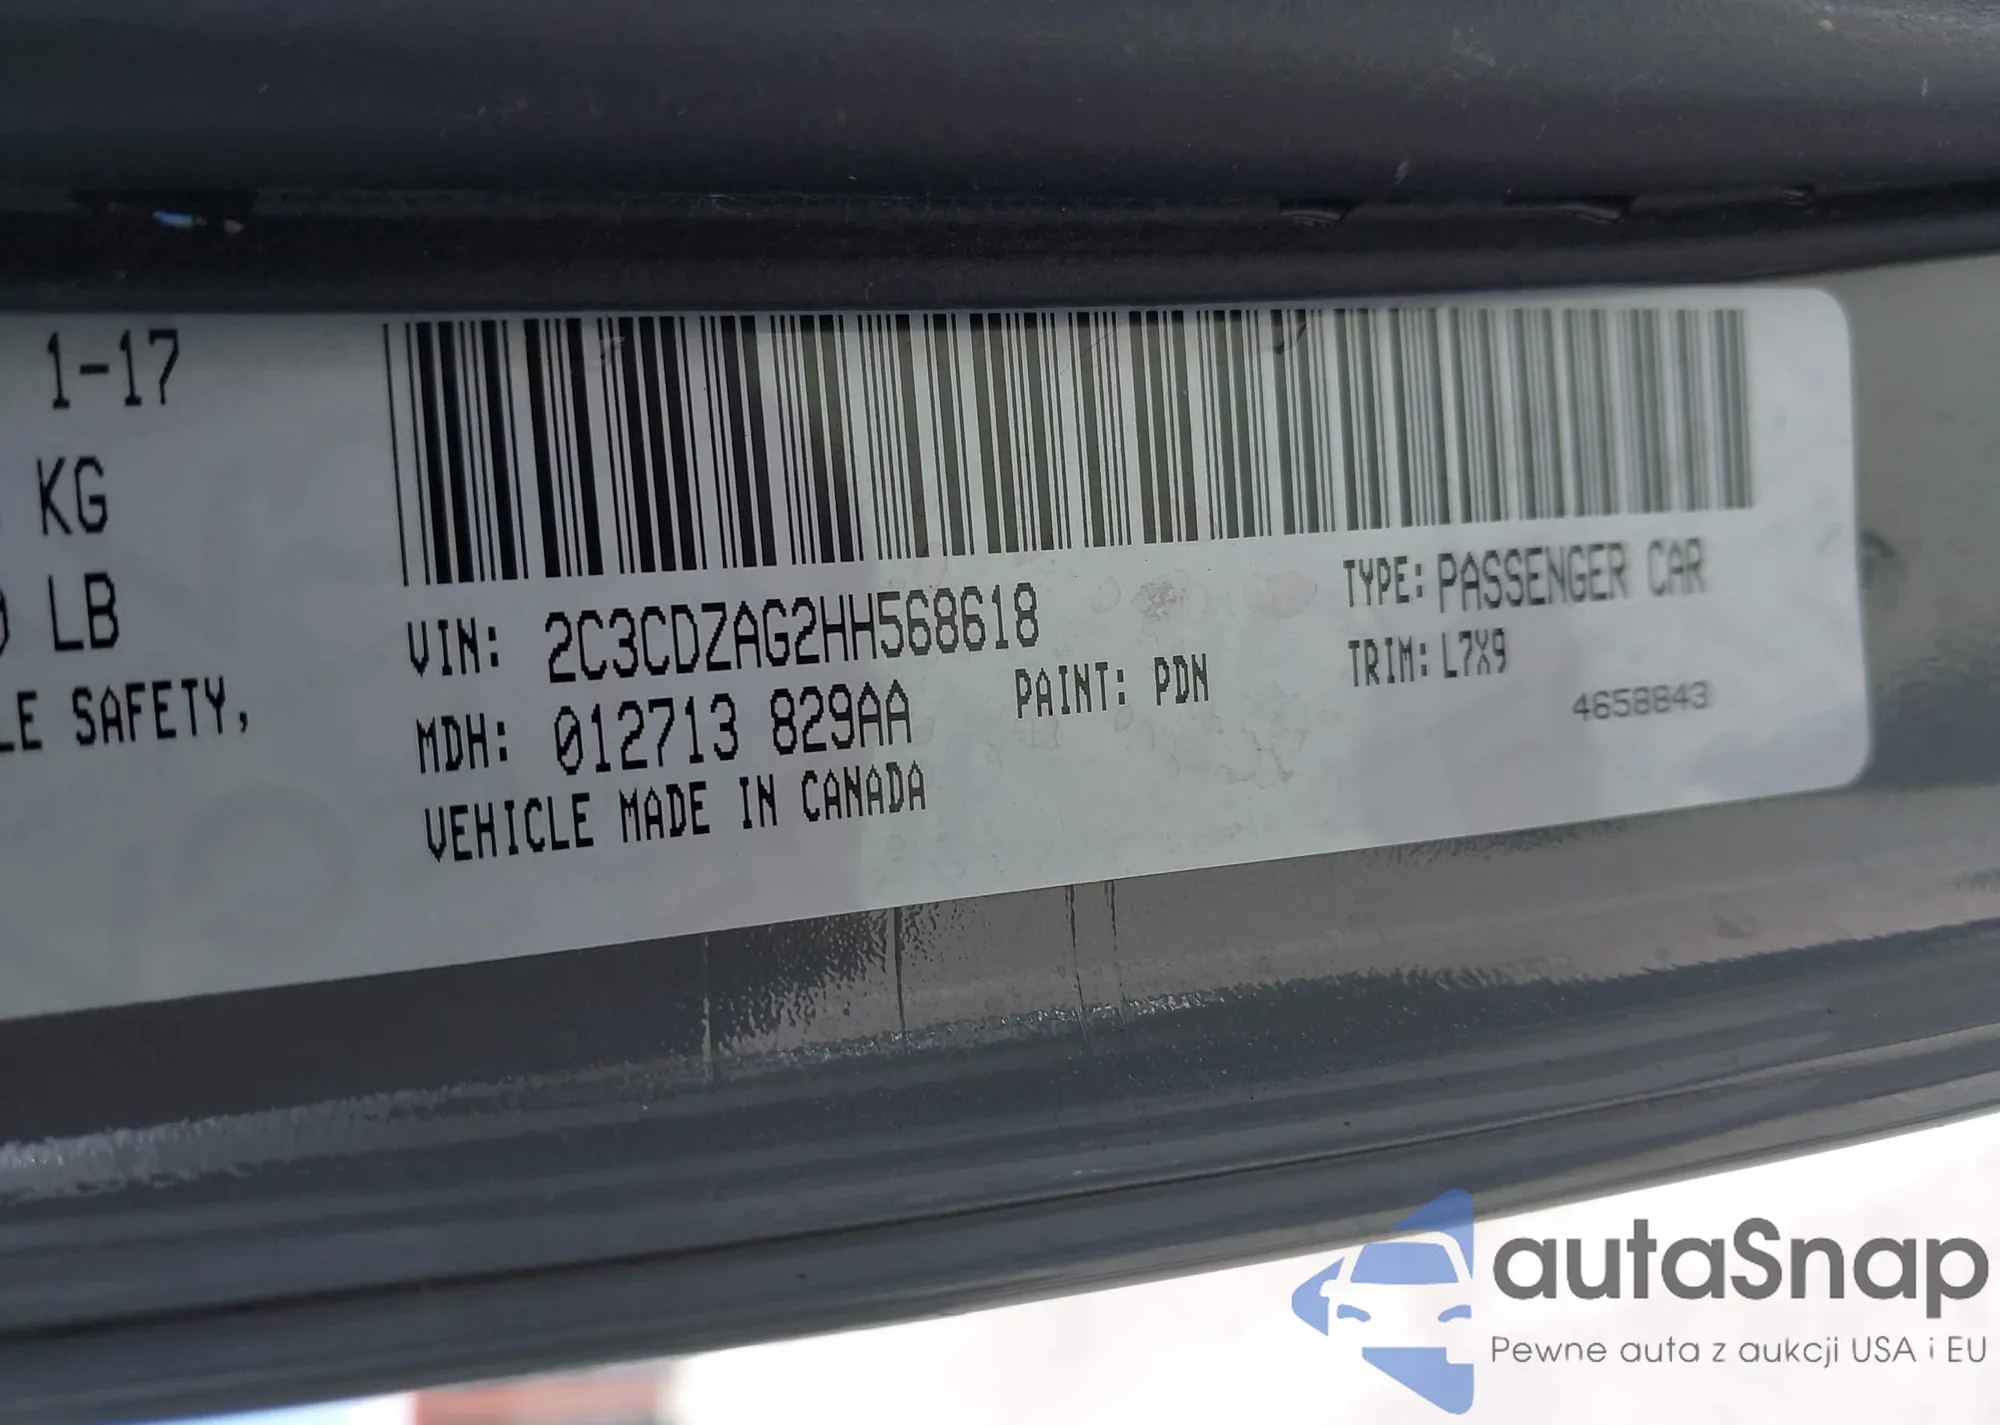 1-17
KG
LB
LE SAFETY,
VIN: 2C3CDZAG2HH568618
TYPE: PASSENGER CAR
MDH: 012713 829AA
PAINT: PDN
TRIM: L7X9
4658843
VEHICLE MADE IN CANADA
autaSnap
Pewne auta z aukcji USA i EU